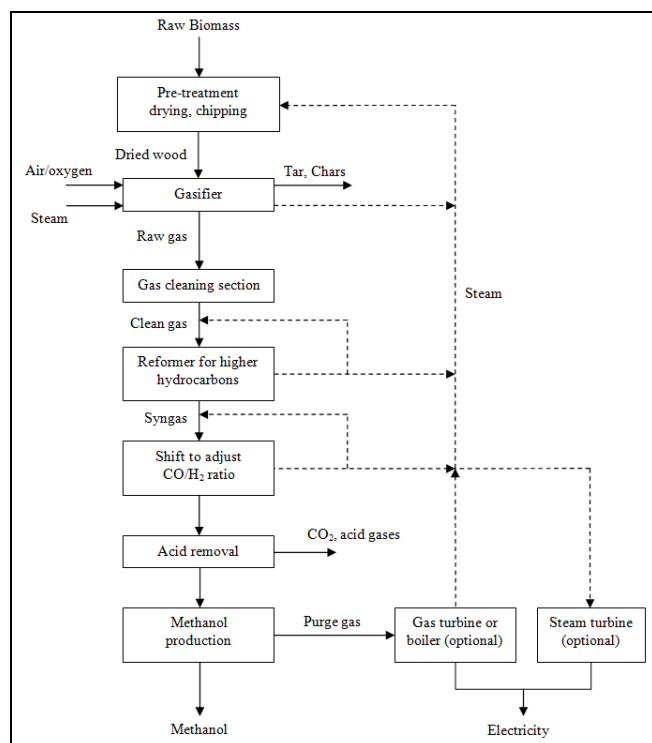 Raw Biomass
Pre-treatment
drying, chipping
Dried wood
Air/oxygen
Tar, Chars
Gasifier
Steam
Raw gas
Gas cleaning section
Steam
Clean gas
Reformer for higher
hydrocarbons
Syngas
Shift to adjust
CO/H₂ ratio
CO₂, acid gases
Acid removal
Methanol
production
Purge gas
Gas turbine or
boiler (optional)
Steam turbine
(optional)
Methanol
Electricity